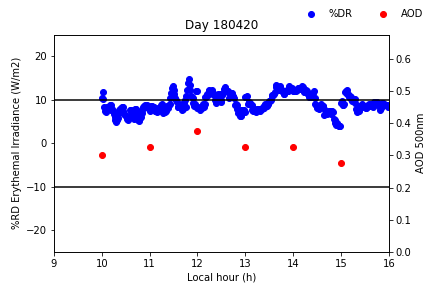 %DR AOD
Day 180420
%RD Erythermal Irradiance (W/m2)
20
10
0
−10
−20
0.6
0.5
0.4
0.3
0.2
0.1
0.0
AOD 500nm
9 10 11 12 13 14 15 16
Local hour (h)